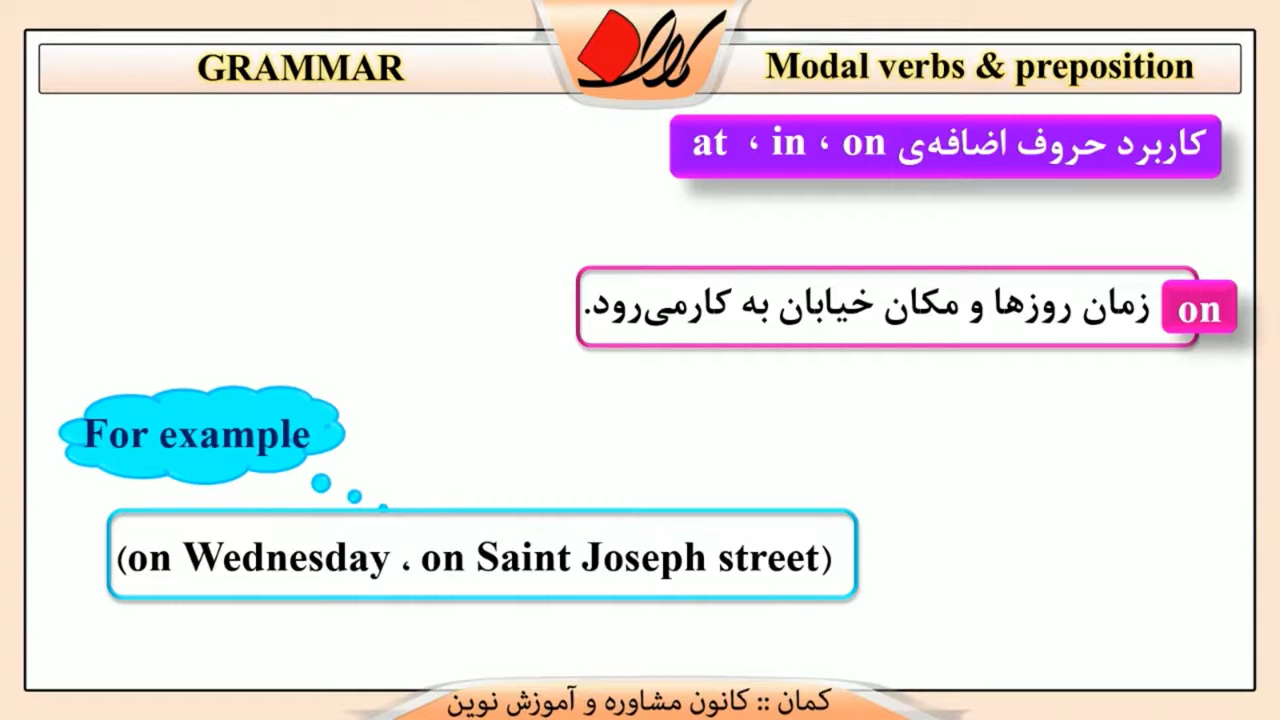 GRAMMAR
Modal verbs & preposition
کمان
کاربرد حروف اضافه‌ی on ، in ، at
on
زمان روزها و مکان خیابان به کارمی‌رود.
For example
(on Wednesday ، on Saint Joseph street)
کمان :: کانون مشاوره و آموزش نوین